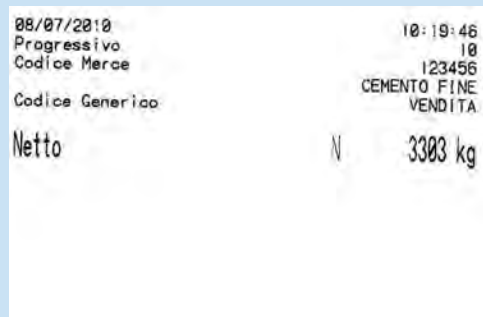 08/07/2010 10:19:46
Progressivo 10
Codice Merce 123456
CEMENTO FINE
Codice Generico VENDITA
Netto N 3303 kg